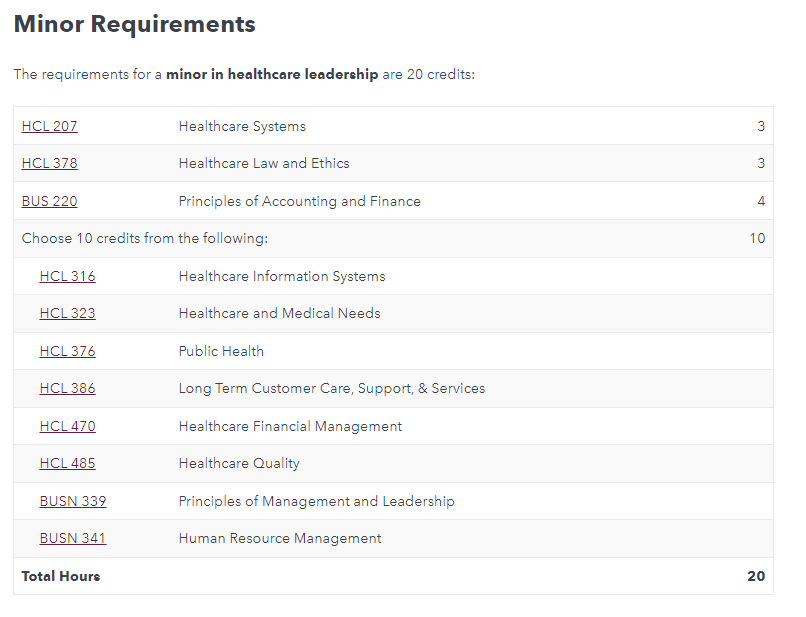 Minor Requirements
The requirements for a minor in healthcare leadership are 20 credits:
HCL 207 Healthcare Systems 3
HCL 378 Healthcare Law and Ethics 3
BUS 220 Principles of Accounting and Finance 4
Choose 10 credits from the following: 10
HCL 316 Healthcare Information Systems
HCL 323 Healthcare and Medical Needs
HCL 376 Public Health
HCL 386 Long Term Customer Care, Support, & Services
HCL 470 Healthcare Financial Management
HCL 485 Healthcare Quality
BUSN 339 Principles of Management and Leadership
BUSN 341 Human Resource Management
Total Hours 20